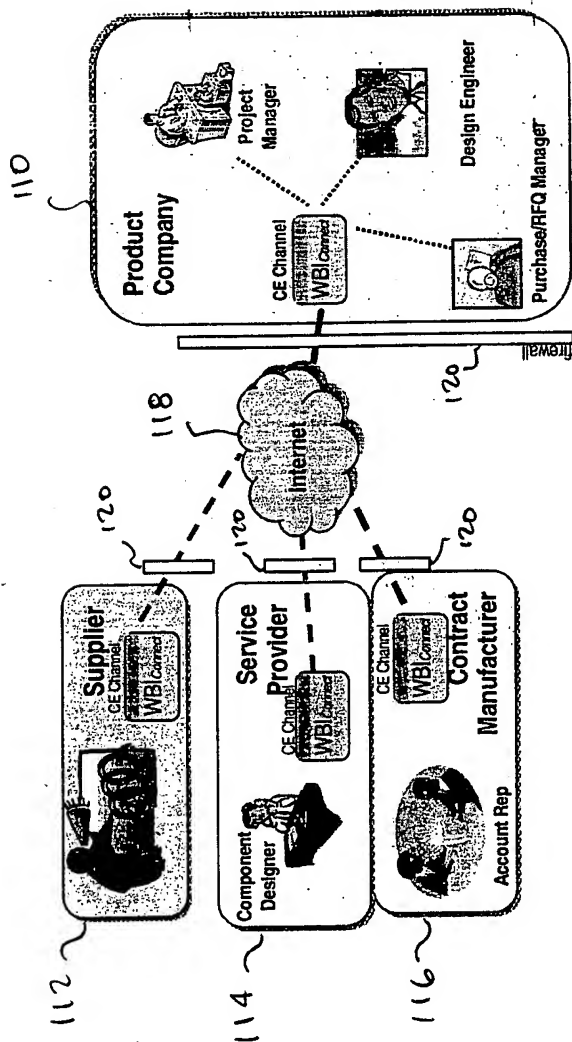 110
Product
Company
Project
Manager
CE Channel
WBI Connect
Design Engineer
Purchase/RFQ Manager
firewall
120
118
Internet
120
120
120
112
Supplier
CE Channel
WBI Connect
114
Service
Provider
Component
Designer
CE Channel
WBI Connect
116
CE Channel
WBI Connect
Contract
Manufacturer
Account Rep